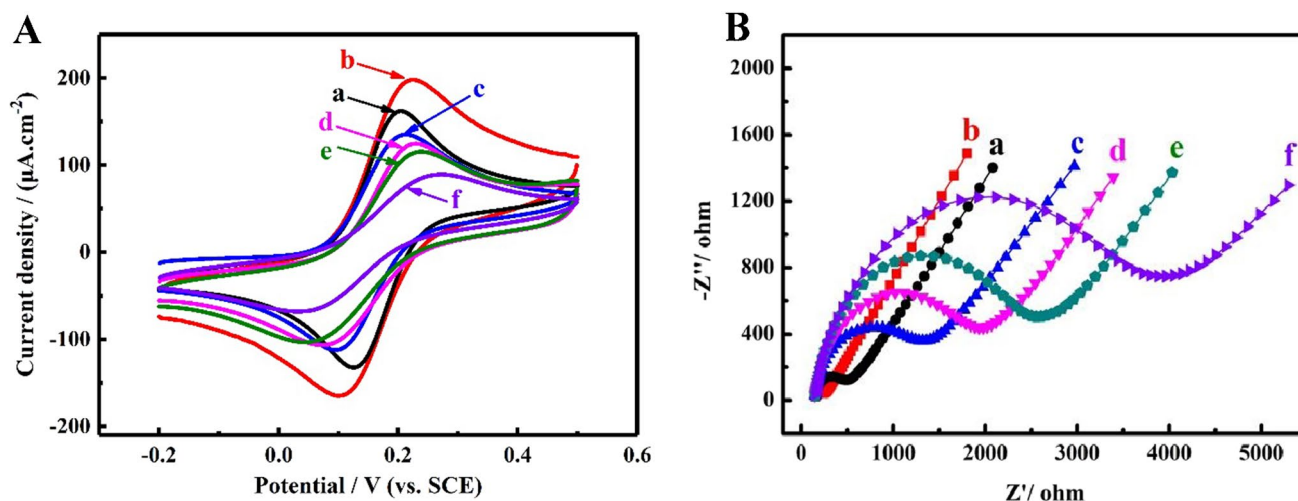 A
Current density / (μA.cm-2)
200
100
0
-100
-200
-0.2
0.0
0.2
0.4
0.6
Potential / V (vs. SCE)
b
a
c
d
e
f
B
-Z''/ ohm
2000
1600
1200
800
400
0
0
1000
2000
3000
4000
5000
Z'/ ohm
b
a
c
d
e
f